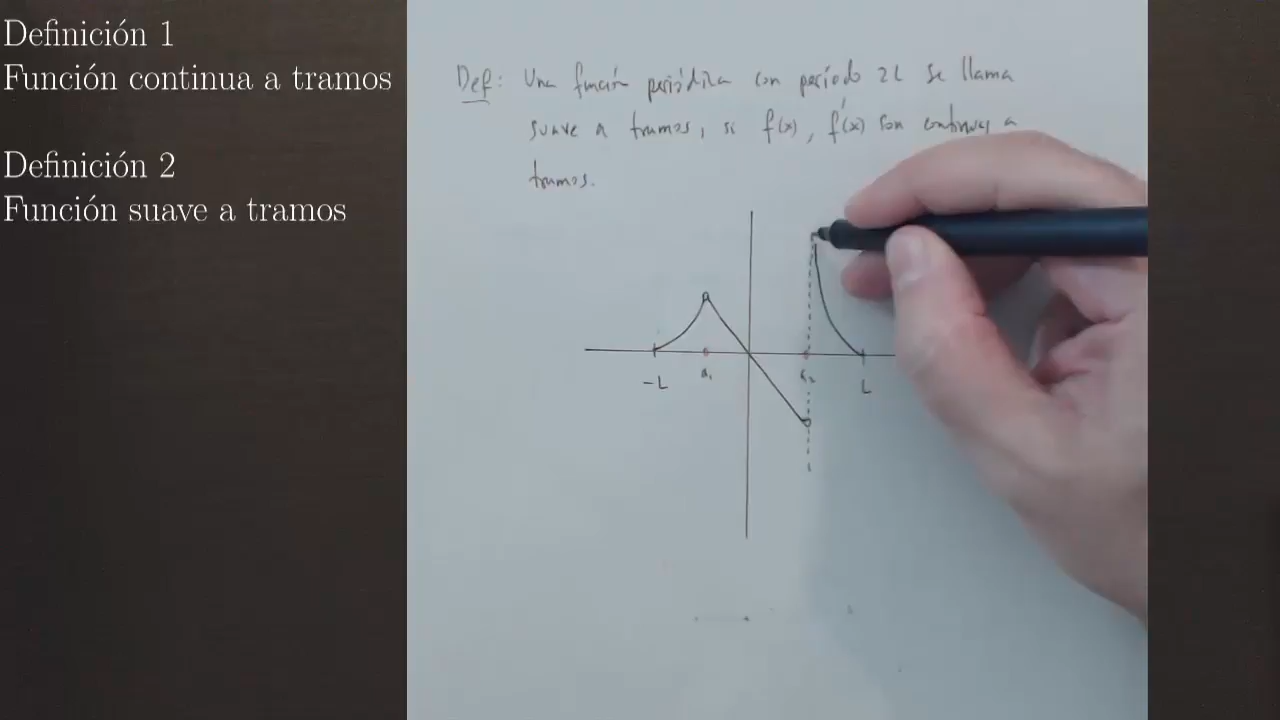 Definición 1
Función continua a tramos
Definición 2
Función suave a tramos
Def: Una función periódica con período 2L se llama
suave a tramos, si f(x), f'(x) son continuas a
tramos.
-L
a₁
a₂
L